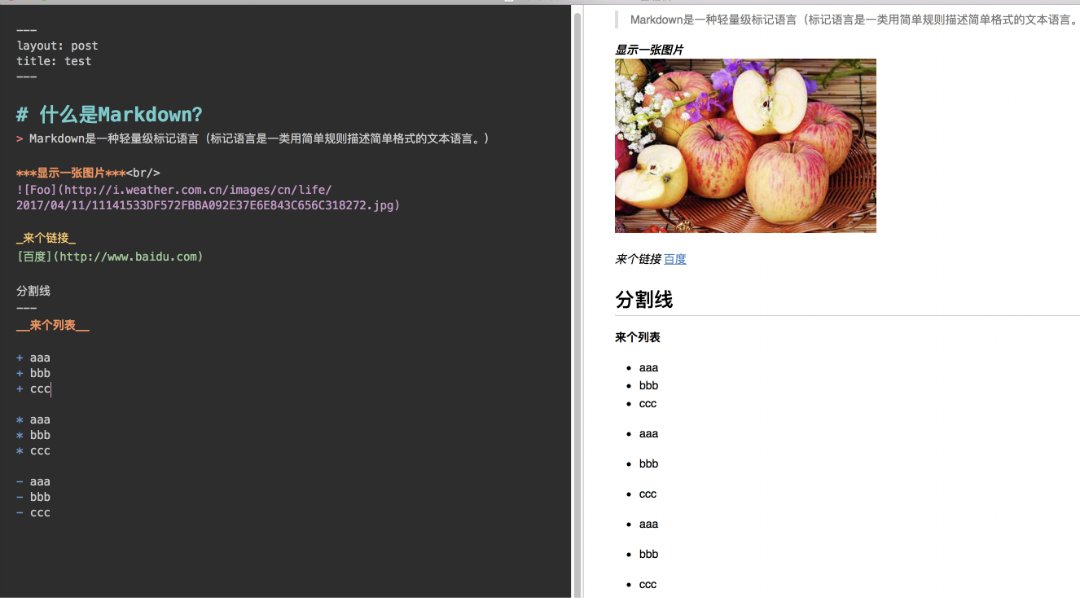 ---
layout: post
title: test
---
# 什么是Markdown?
> Markdown是一种轻量级标记语言（标记语言是一类用简单规则描述简单格式的文本语言。）
***显示一张图片***<br/>
![Foo](http://i.weather.com.cn/images/cn/life/
2017/04/11/11141533DF572FBBA092E37E6E843C656C318272.jpg)
_来个链接_
[百度](http://www.baidu.com)
分割线
---
__来个列表__
+ aaa
+ bbb
+ ccc
* aaa
* bbb
* ccc
- aaa
- bbb
- ccc
Markdown是一种轻量级标记语言（标记语言是一类用简单规则描述简单格式的文本语言。
显示一张图片
来个链接 百度
分割线
来个列表
• aaa
• bbb
• ccc
• aaa
• bbb
• ccc
• aaa
• bbb
• ccc